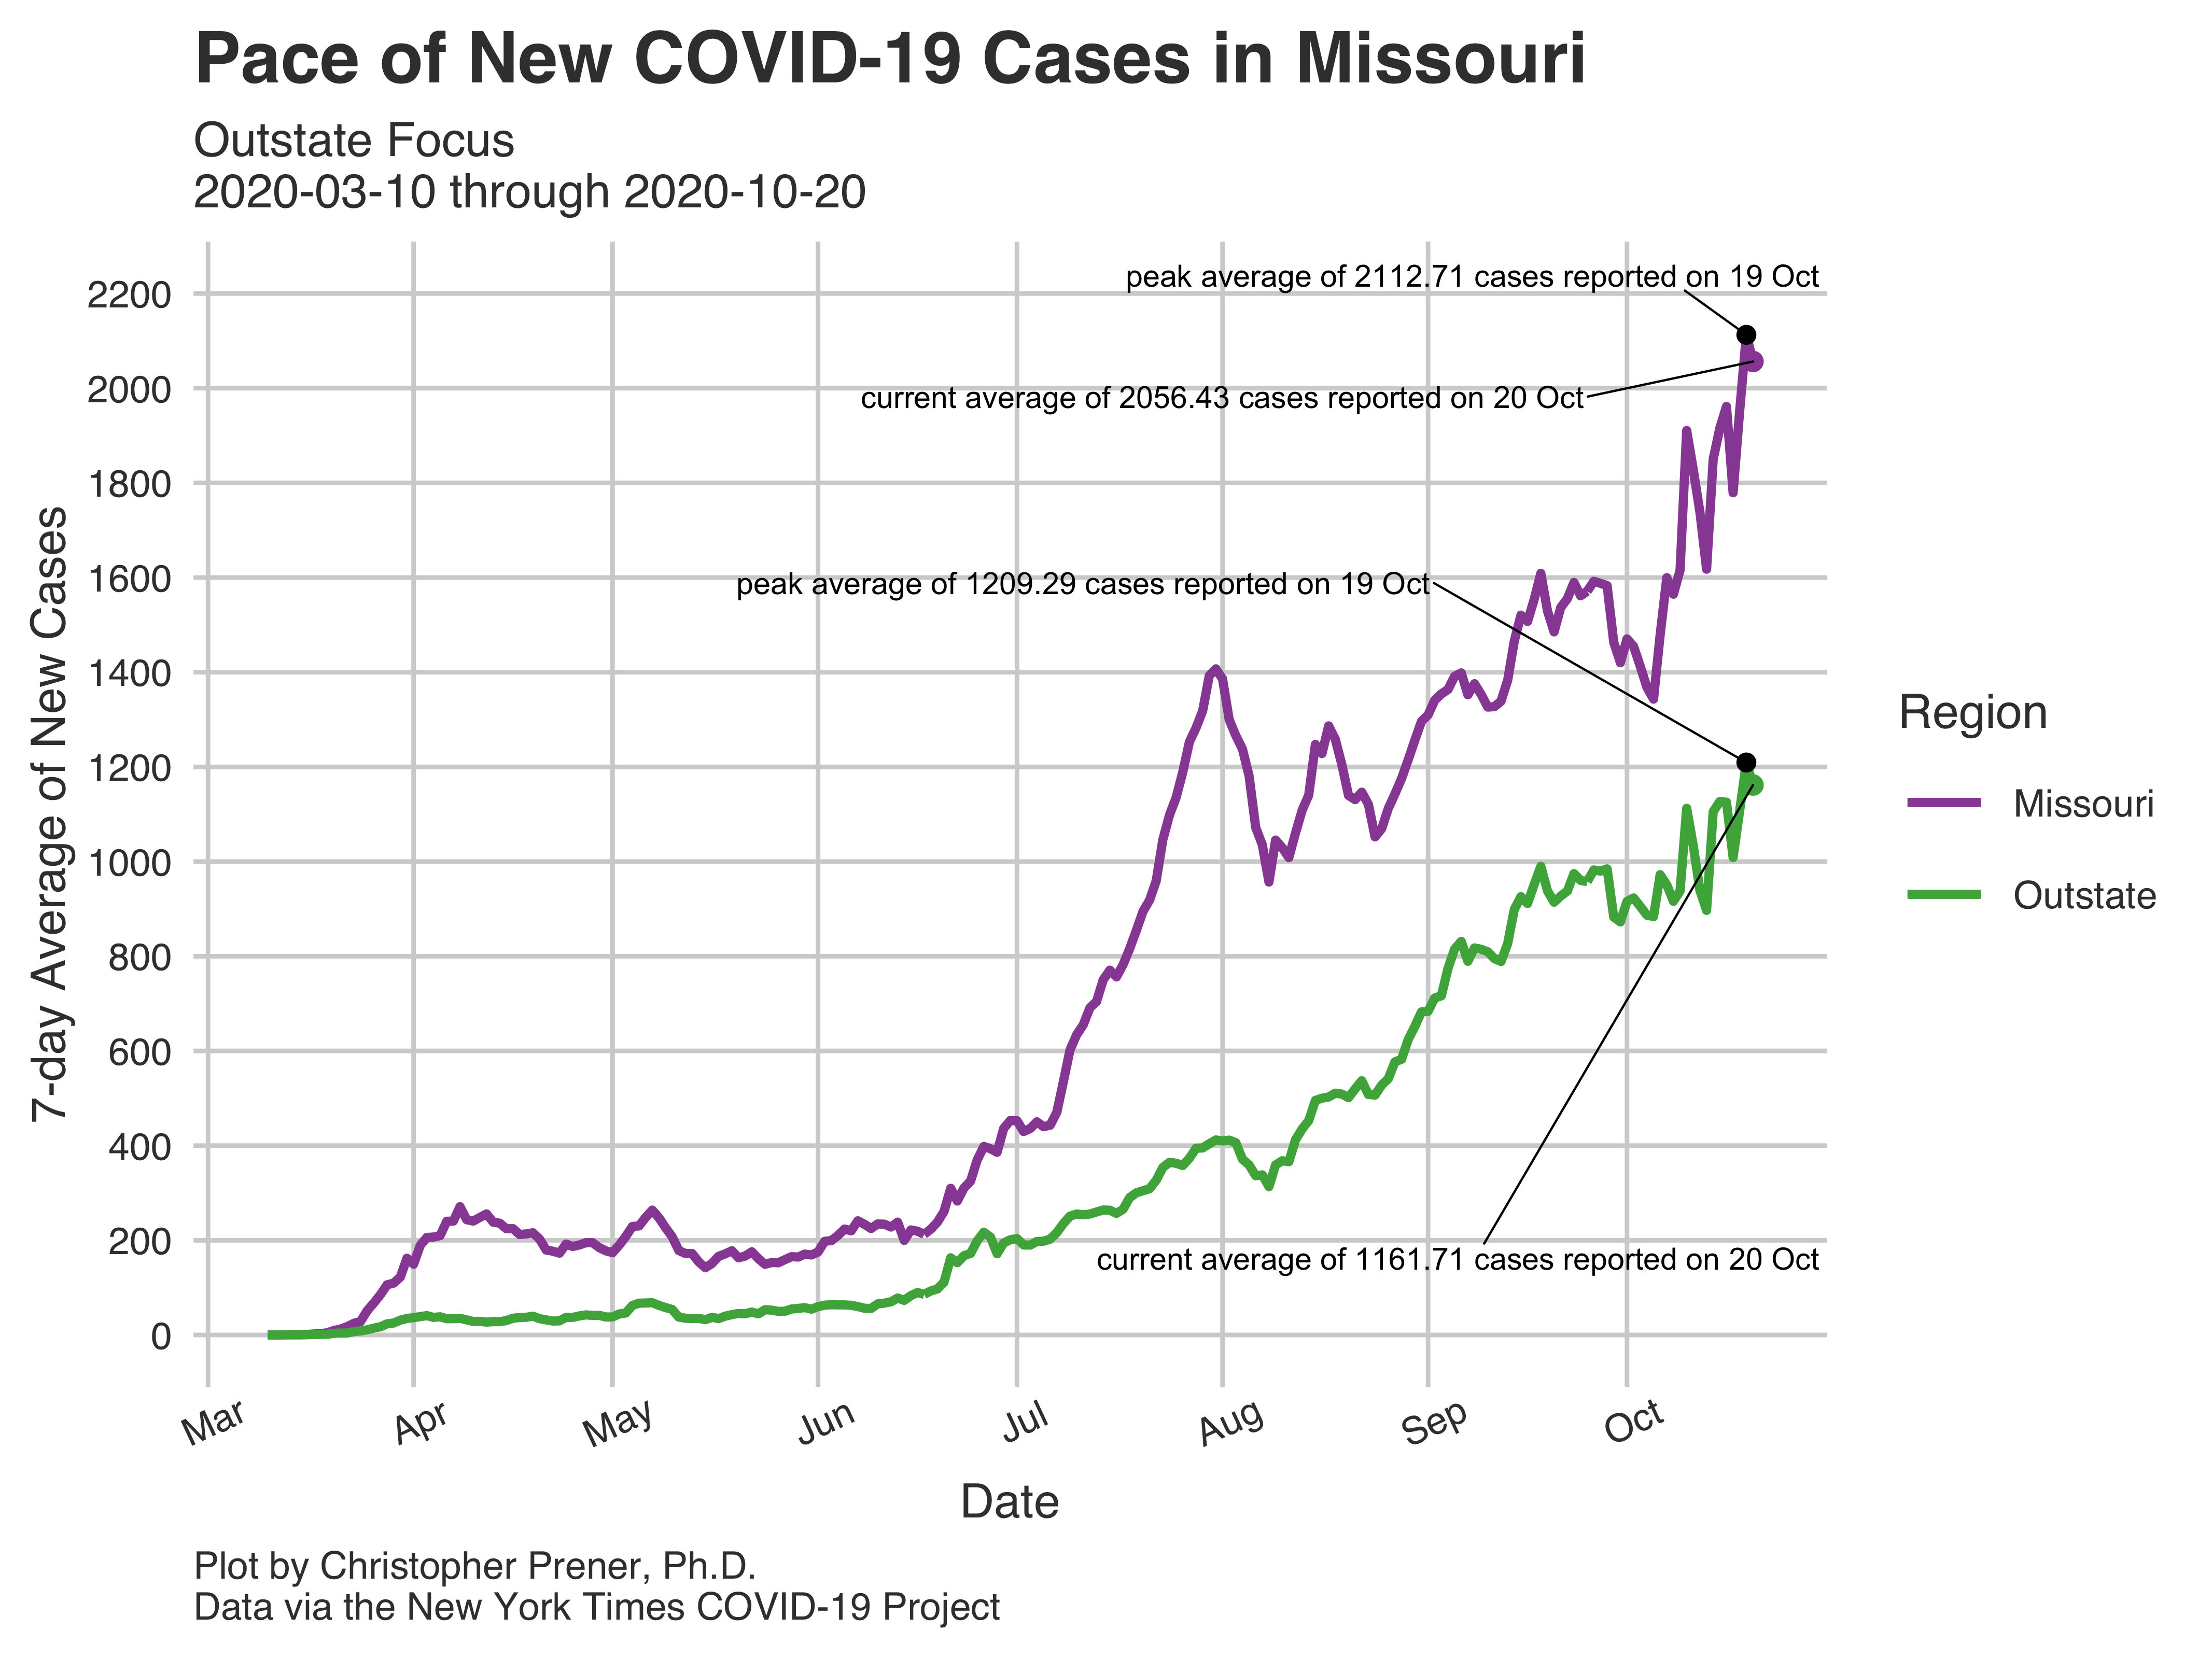 Pace of New COVID-19 Cases in Missouri
Outstate Focus
2020-03-10 through 2020-10-20
7-day Average of New Cases
2200
2000
1800
1600
1400
1200
1000
800
600
400
200
0
peak average of 2112.71 cases reported on 19 Oct
current average of 2056.43 cases reported on 20 Oct
peak average of 1209.29 cases reported on 19 Oct
current average of 1161.71 cases reported on 20 Oct
Mar
Apr
May
Jun
Jul
Aug
Sep
Oct
Date
Region
Missouri
Outstate
Plot by Christopher Prener, Ph.D.
Data via the New York Times COVID-19 Project